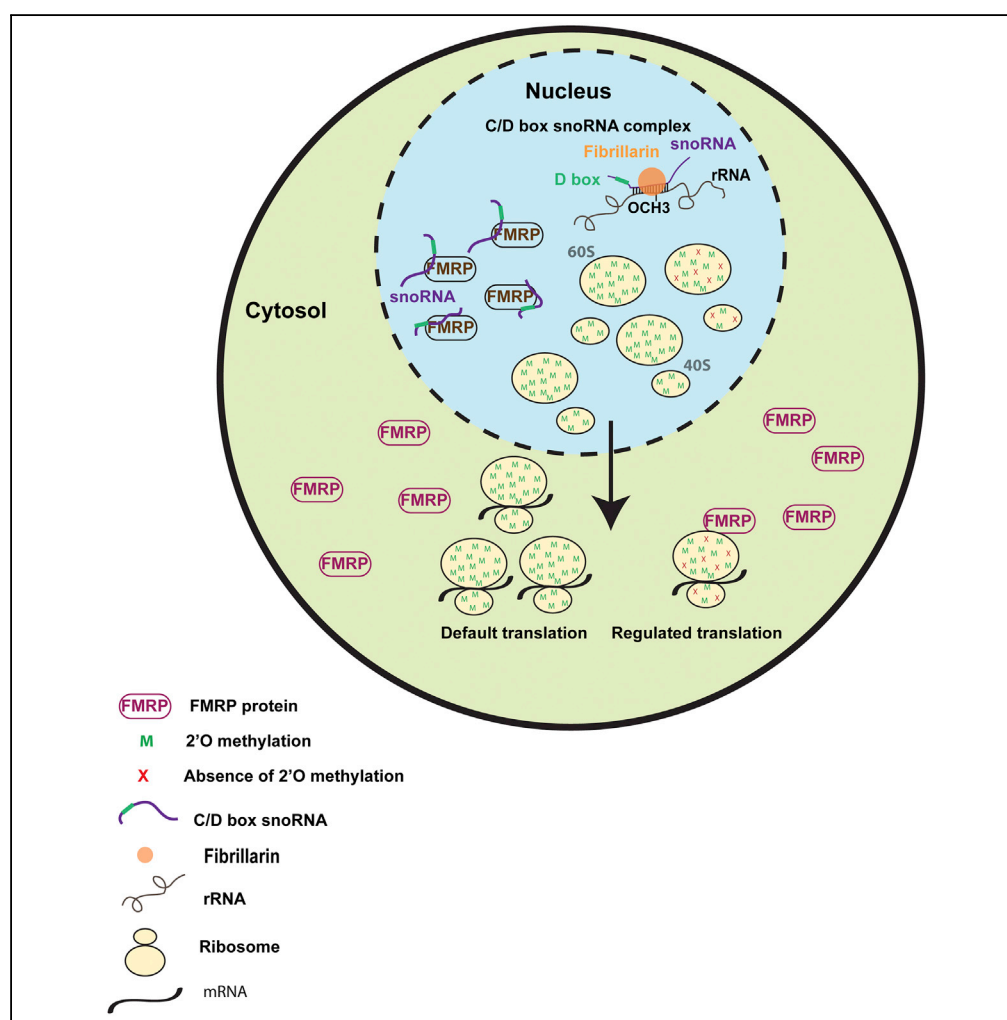 Nucleus
C/D box snoRNA complex
snoRNA
Fibrillarin
D box
rRNA
OCH3
FMRP
60S
FMRP
snoRNA
FMRP
FMRP
Cytosol
40S
FMRP
FMRP
FMRP
FMRP
FMRP
FMRP
FMRP
FMRP
Default translation
Regulated translation
FMRP
FMRP protein
M
2'O methylation
X
Absence of 2'O methylation
C/D box snoRNA
Fibrillarin
rRNA
Ribosome
mRNA